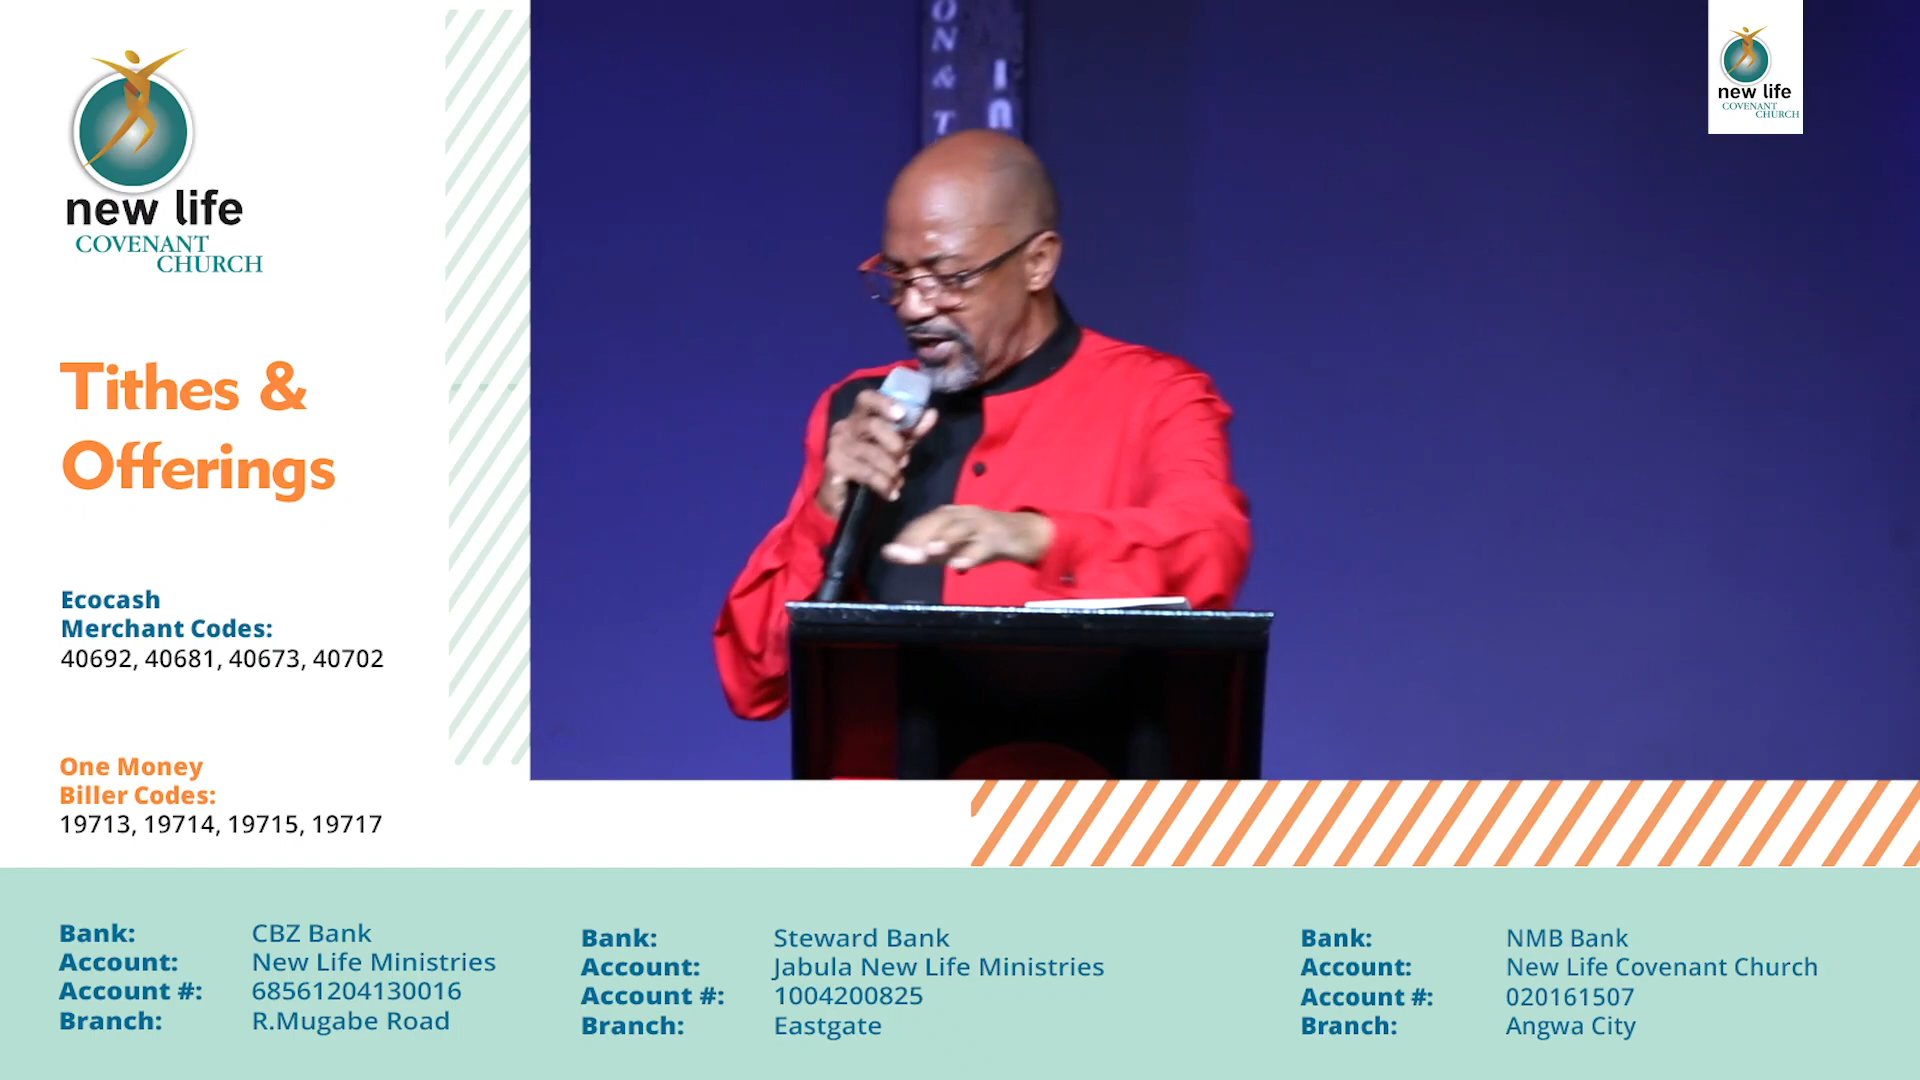 new life
COVENANT
CHURCH
Tithes &
Offerings
Ecocash
Merchant Codes:
40692, 40681, 40673, 40702
One Money
Biller Codes:
19713, 19714, 19715, 19717
ON & T
new life
COVENANT
CHURCH
Bank: CBZ Bank
Account: New Life Ministries
Account #: 68561204130016
Branch: R.Mugabe Road
Bank: Steward Bank
Account: Jabula New Life Ministries
Account #: 1004200825
Branch: Eastgate
Bank: NMB Bank
Account: New Life Covenant Church
Account #: 020161507
Branch: Angwa City